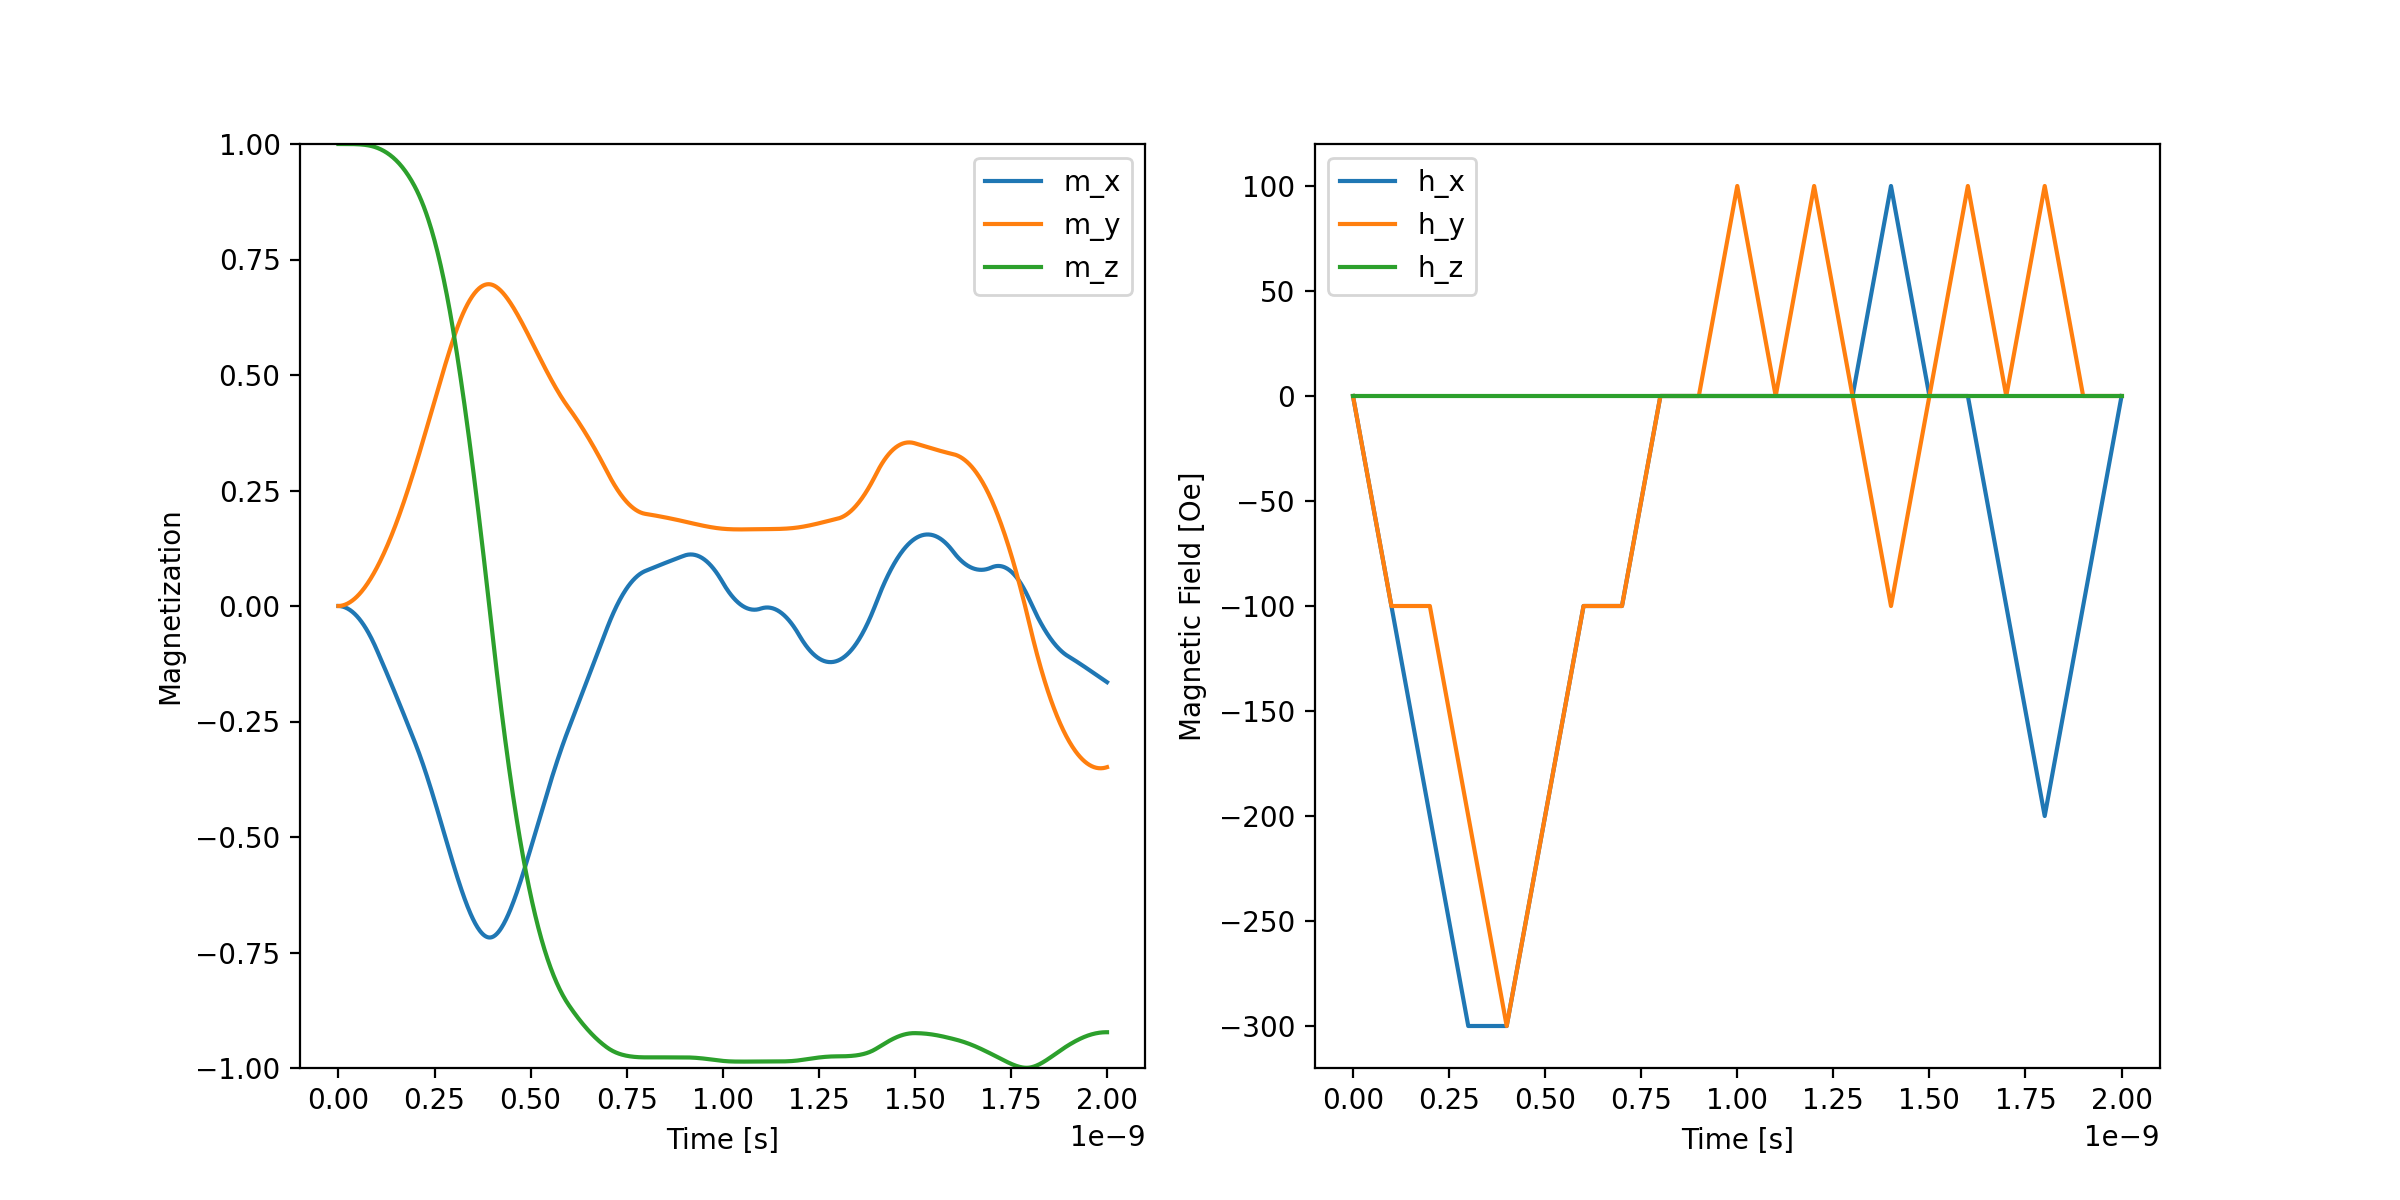 1.00
0.75
0.50
0.25
0.00
−0.25
−0.50
−0.75
−1.00
Magnetization
m_x
m_y
m_z
0.00 0.25 0.50 0.75 1.00 1.25 1.50 1.75 2.00
Time [s]
1e−9
100
50
0
−50
−100
−150
−200
−250
−300
Magnetic Field [Oe]
h_x
h_y
h_z
0.00 0.25 0.50 0.75 1.00 1.25 1.50 1.75 2.00
Time [s]
1e−9